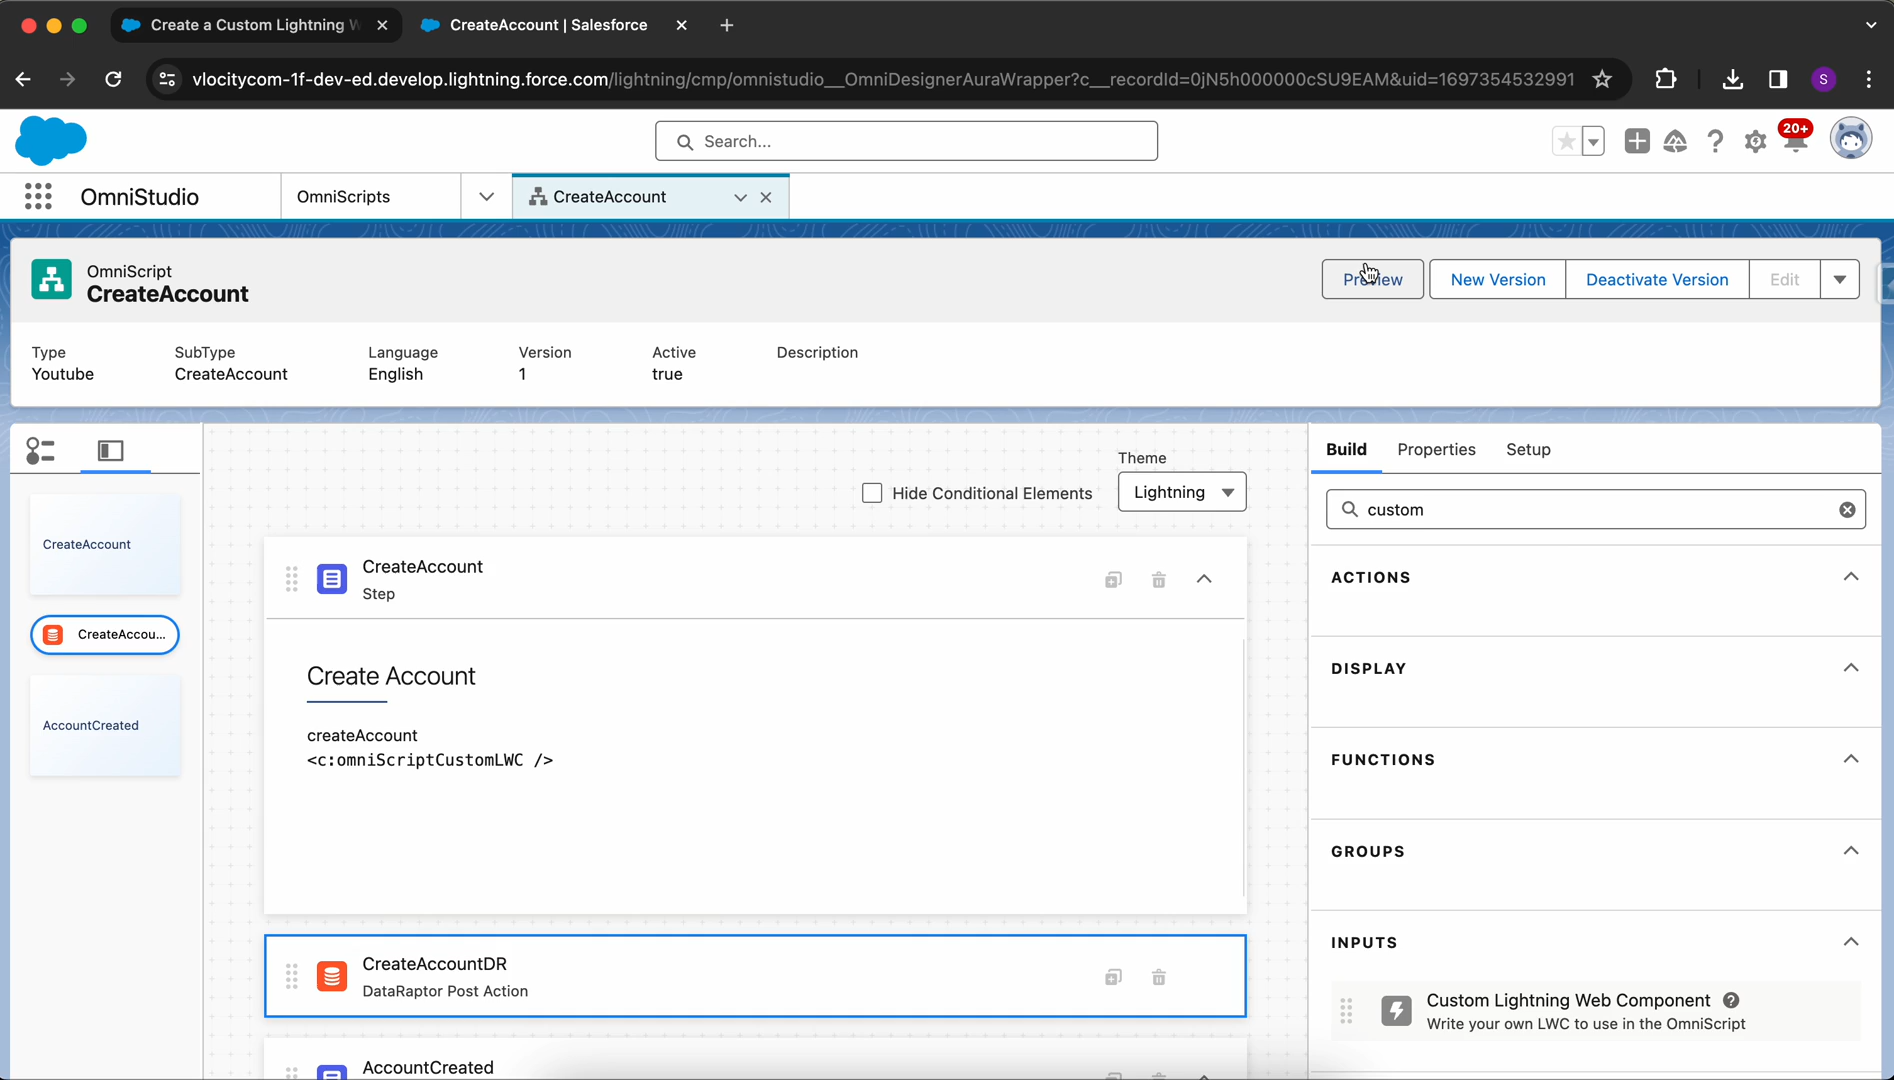 Create a Custom Lightning W
CreateAccount | Salesforce
vlocitycom-1f-dev-ed.develop.lightning.force.com/lightning/cmp/omnistudio__OmniDesignerAuraWrapper?c__recordId=0jN5h000000cSU9EAM&uid=1697354532991
S
Search...
20+
OmniStudio
OmniScripts
CreateAccount
OmniScript
CreateAccount
Preview
New Version
Deactivate Version
Edit
Type
SubType
Language
Version
Active
Description
Youtube
CreateAccount
English
1
true
CreateAccount
CreateAccou...
AccountCreated
Theme
Hide Conditional Elements
Lightning
CreateAccount
Step
Create Account
createAccount
<c:omniScriptCustomLWC />
CreateAccountDR
DataRaptor Post Action
AccountCreated
Build
Properties
Setup
custom
ACTIONS
DISPLAY
FUNCTIONS
GROUPS
INPUTS
Custom Lightning Web Component
Write your own LWC to use in the OmniScript